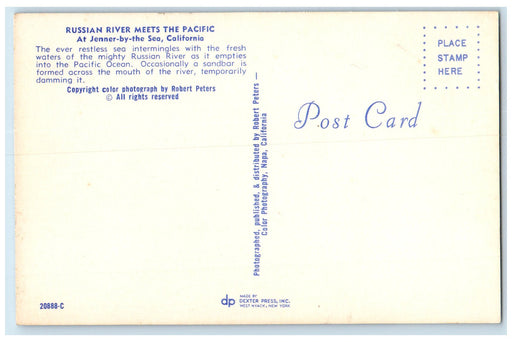 RUSSIAN RIVER MEETS THE PACIFIC
At Jenner-by-the Sea, California
The ever restless sea intermingles with the fresh
waters of the mighty Russian River as it empties
into the Pacific Ocean. Occasionally a sandbar is
formed across the mouth of the river, temporarily
damming it.
Copyright color photograph by Robert Peters
© All rights reserved
20888-C
Photographed, published, & distributed by Robert Peters —
Color Photography, Napa, California
dp
MADE BY
DEXTER PRESS, INC.
WEST NYACK, NEW YORK
Post Card
PLACE
STAMP
HERE